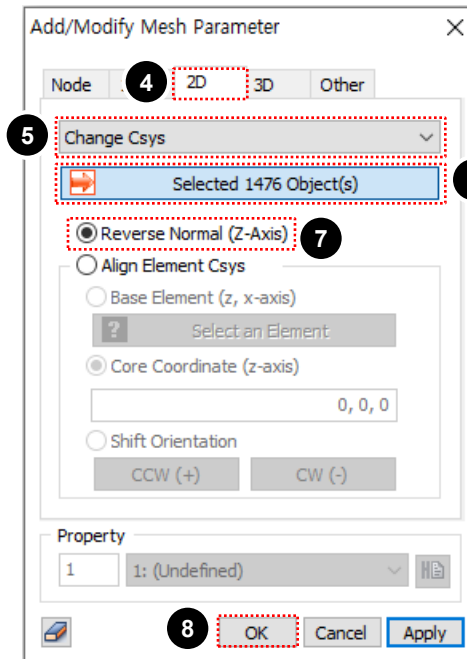 Add/Modify Mesh Parameter
Node 4 2D 3D Other
5 Change Csys
Selected 1476 Object(s)
Reverse Normal (Z-Axis) 7
Align Element Csys
Base Element (z, x-axis)
? Select an Element
Core Coordinate (z-axis)
0, 0, 0
Shift Orientation
CCW (+) CW (-)
Property
1 1: (Undefined)
8 OK Cancel Apply